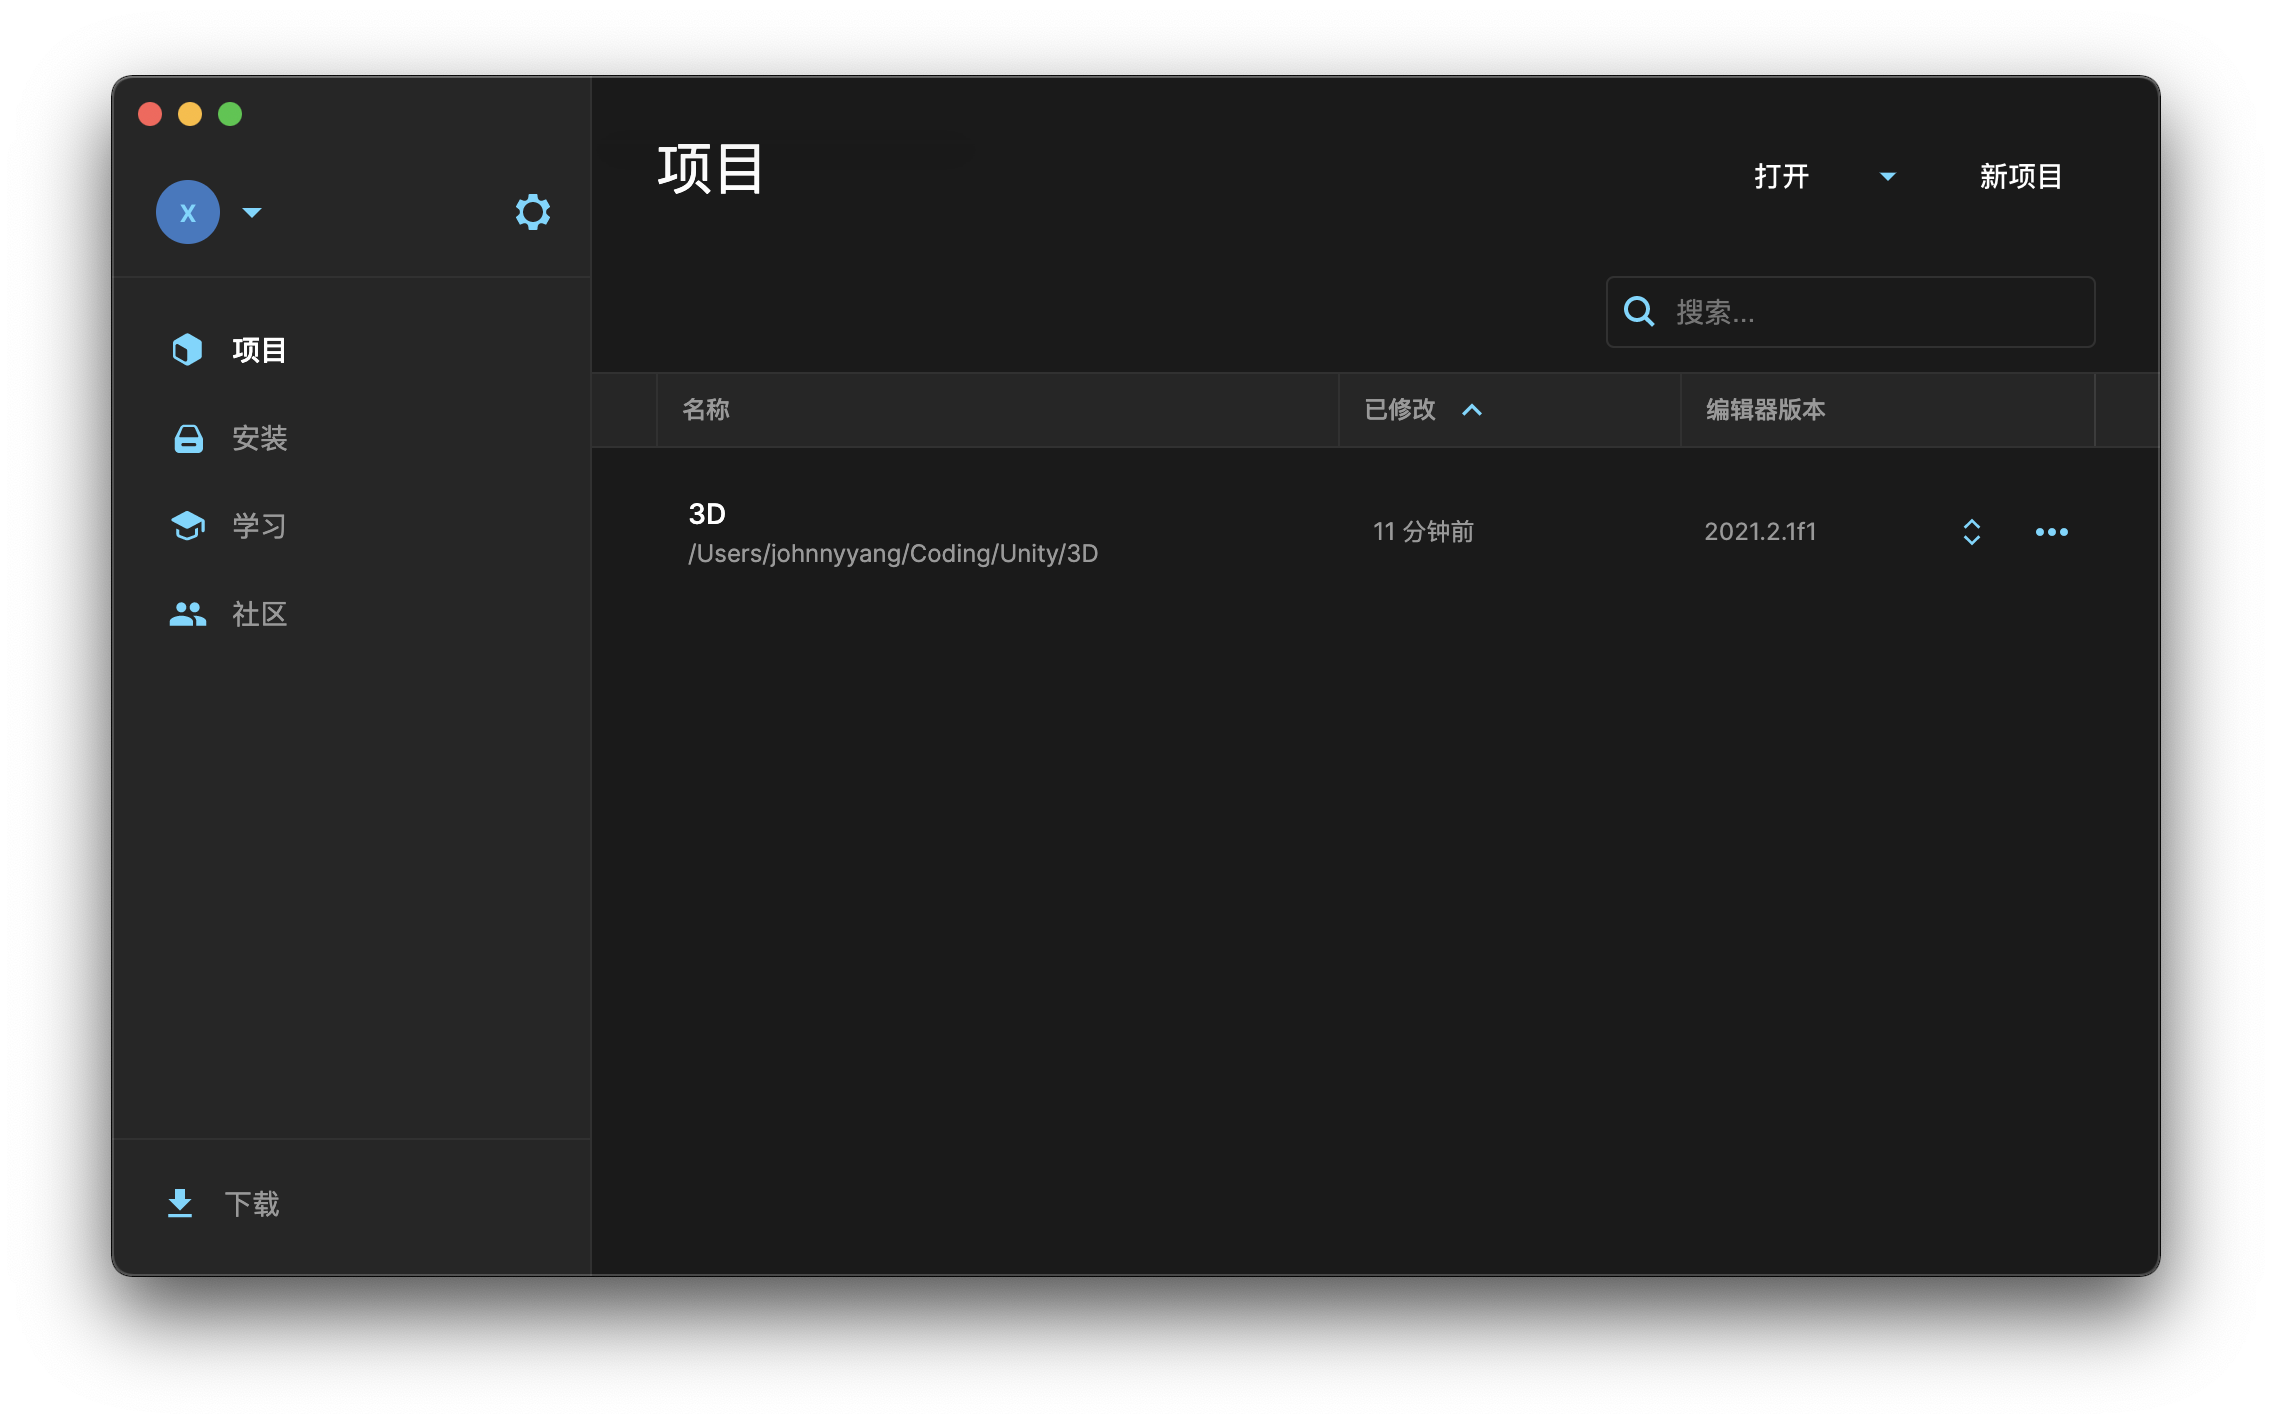 X
项目
安装
学习
社区
下载
项目
打开
新项目
搜索...
名称
已修改
编辑器版本
3D
/Users/johnnyyang/Coding/Unity/3D
11 分钟前
2021.2.1f1